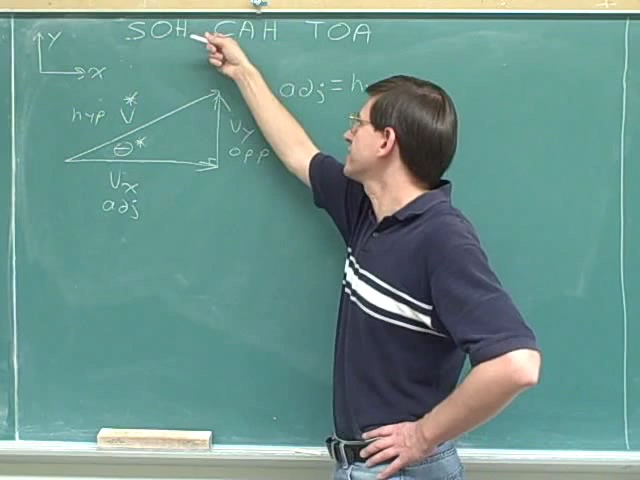 SOH CAH TOA
Y
x
adj = h
hyp V*
θ*
Vy
opp
Vx
adj